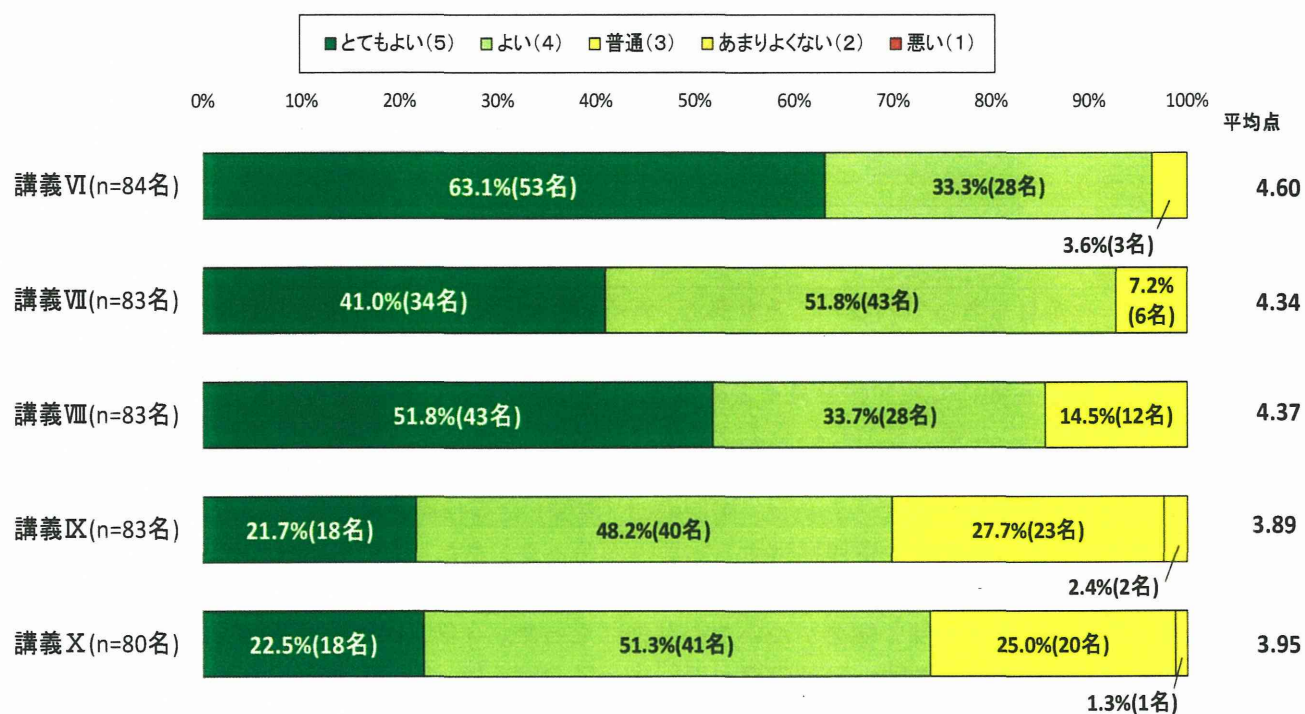 ■とてもよい(5) ■よい(4) ■普通(3) ■あまりよくない(2) ■悪い(1)
0% 10% 20% 30% 40% 50% 60% 70% 80% 90% 100%
平均点
講義Ⅵ(n=84名) 63.1%(53名) 33.3%(28名) 4.60
3.6%(3名)
講義Ⅶ(n=83名) 41.0%(34名) 51.8%(43名) 7.2% 4.34
(6名)
講義Ⅷ(n=83名) 51.8%(43名) 33.7%(28名) 14.5%(12名) 4.37
講義Ⅸ(n=83名) 21.7%(18名) 48.2%(40名) 27.7%(23名) 3.89
2.4%(2名)
講義Ⅹ(n=80名) 22.5%(18名) 51.3%(41名) 25.0%(20名) 3.95
1.3%(1名)